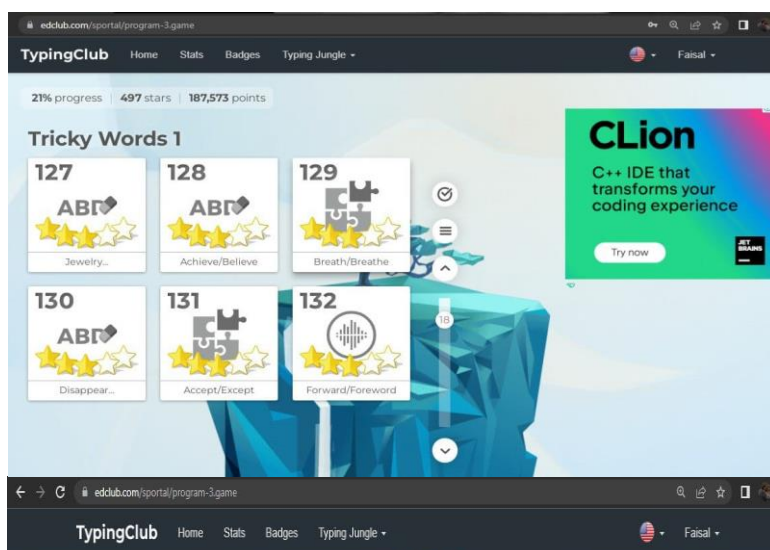 edclub.com/sportal/program-3.game
TypingClub Home Stats Badges Typing Jungle Faisal
21% progress | 497 stars | 187,573 points
Tricky Words 1
127 128 129
ABC ABC
Jewelry... Achieve/Believe Breath/Breathe
130 131 132
ABC
Disappear... Accept/Except Forward/Foreword
18
CLion
C++ IDE that
transforms your
coding experience
Try now
JET
BRAINS
edclub.com/sportal/program-3.game
TypingClub Home Stats Badges Typing Jungle Faisal